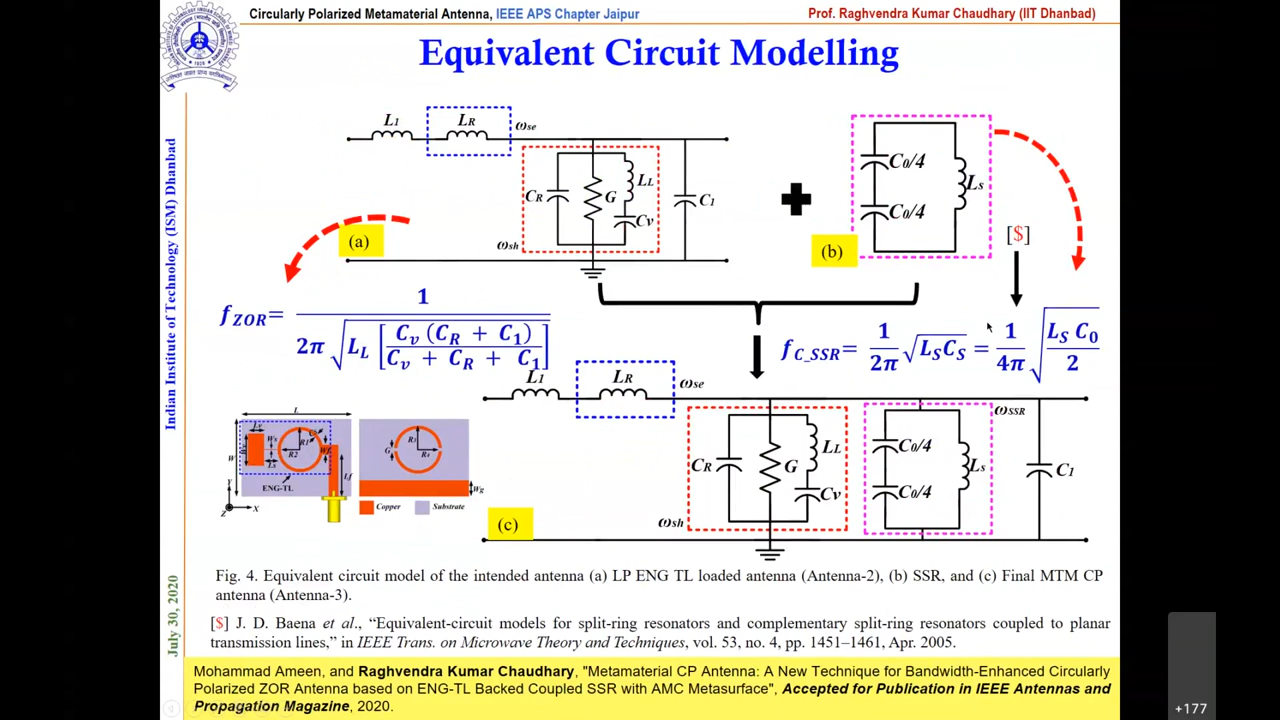 Circularly Polarized Metamaterial Antenna, IEEE APS Chapter Jaipur
Prof. Raghvendra Kumar Chaudhary (IIT Dhanbad)
Equivalent Circuit Modelling
Indian Institute of Technology (ISM) Dhanbad
July 30, 2020
L1 LR ωse
CR G LL Cv C1
ωsh
(a)
C0/4
C0/4
Ls
(b)
[$]
fZOR= 1 / 2π √ LL [ Cv (CR + C1) / Cv + CR + C1 ]
fC_SSR= 1/2π √LSCS = 1/4π √ LS C0 / 2
L1 LR ωse
ωSSR
CR G LL Cv
C0/4
C0/4
Ls
C1
ωsh
(c)
L
Lv
W
Ws
R1
R2
Ls
Lf
ENG-TL
Y
Z X
R3
G R4
Wg
Copper Substrate
Fig. 4. Equivalent circuit model of the intended antenna (a) LP ENG TL loaded antenna (Antenna-2), (b) SSR, and (c) Final MTM CP
antenna (Antenna-3).
[$] J. D. Baena et al., “Equivalent-circuit models for split-ring resonators and complementary split-ring resonators coupled to planar
transmission lines,” in IEEE Trans. on Microwave Theory and Techniques, vol. 53, no. 4, pp. 1451–1461, Apr. 2005.
Mohammad Ameen, and Raghvendra Kumar Chaudhary, "Metamaterial CP Antenna: A New Technique for Bandwidth-Enhanced Circularly
Polarized ZOR Antenna based on ENG-TL Backed Coupled SSR with AMC Metasurface", Accepted for Publication in IEEE Antennas and
Propagation Magazine, 2020.
+177